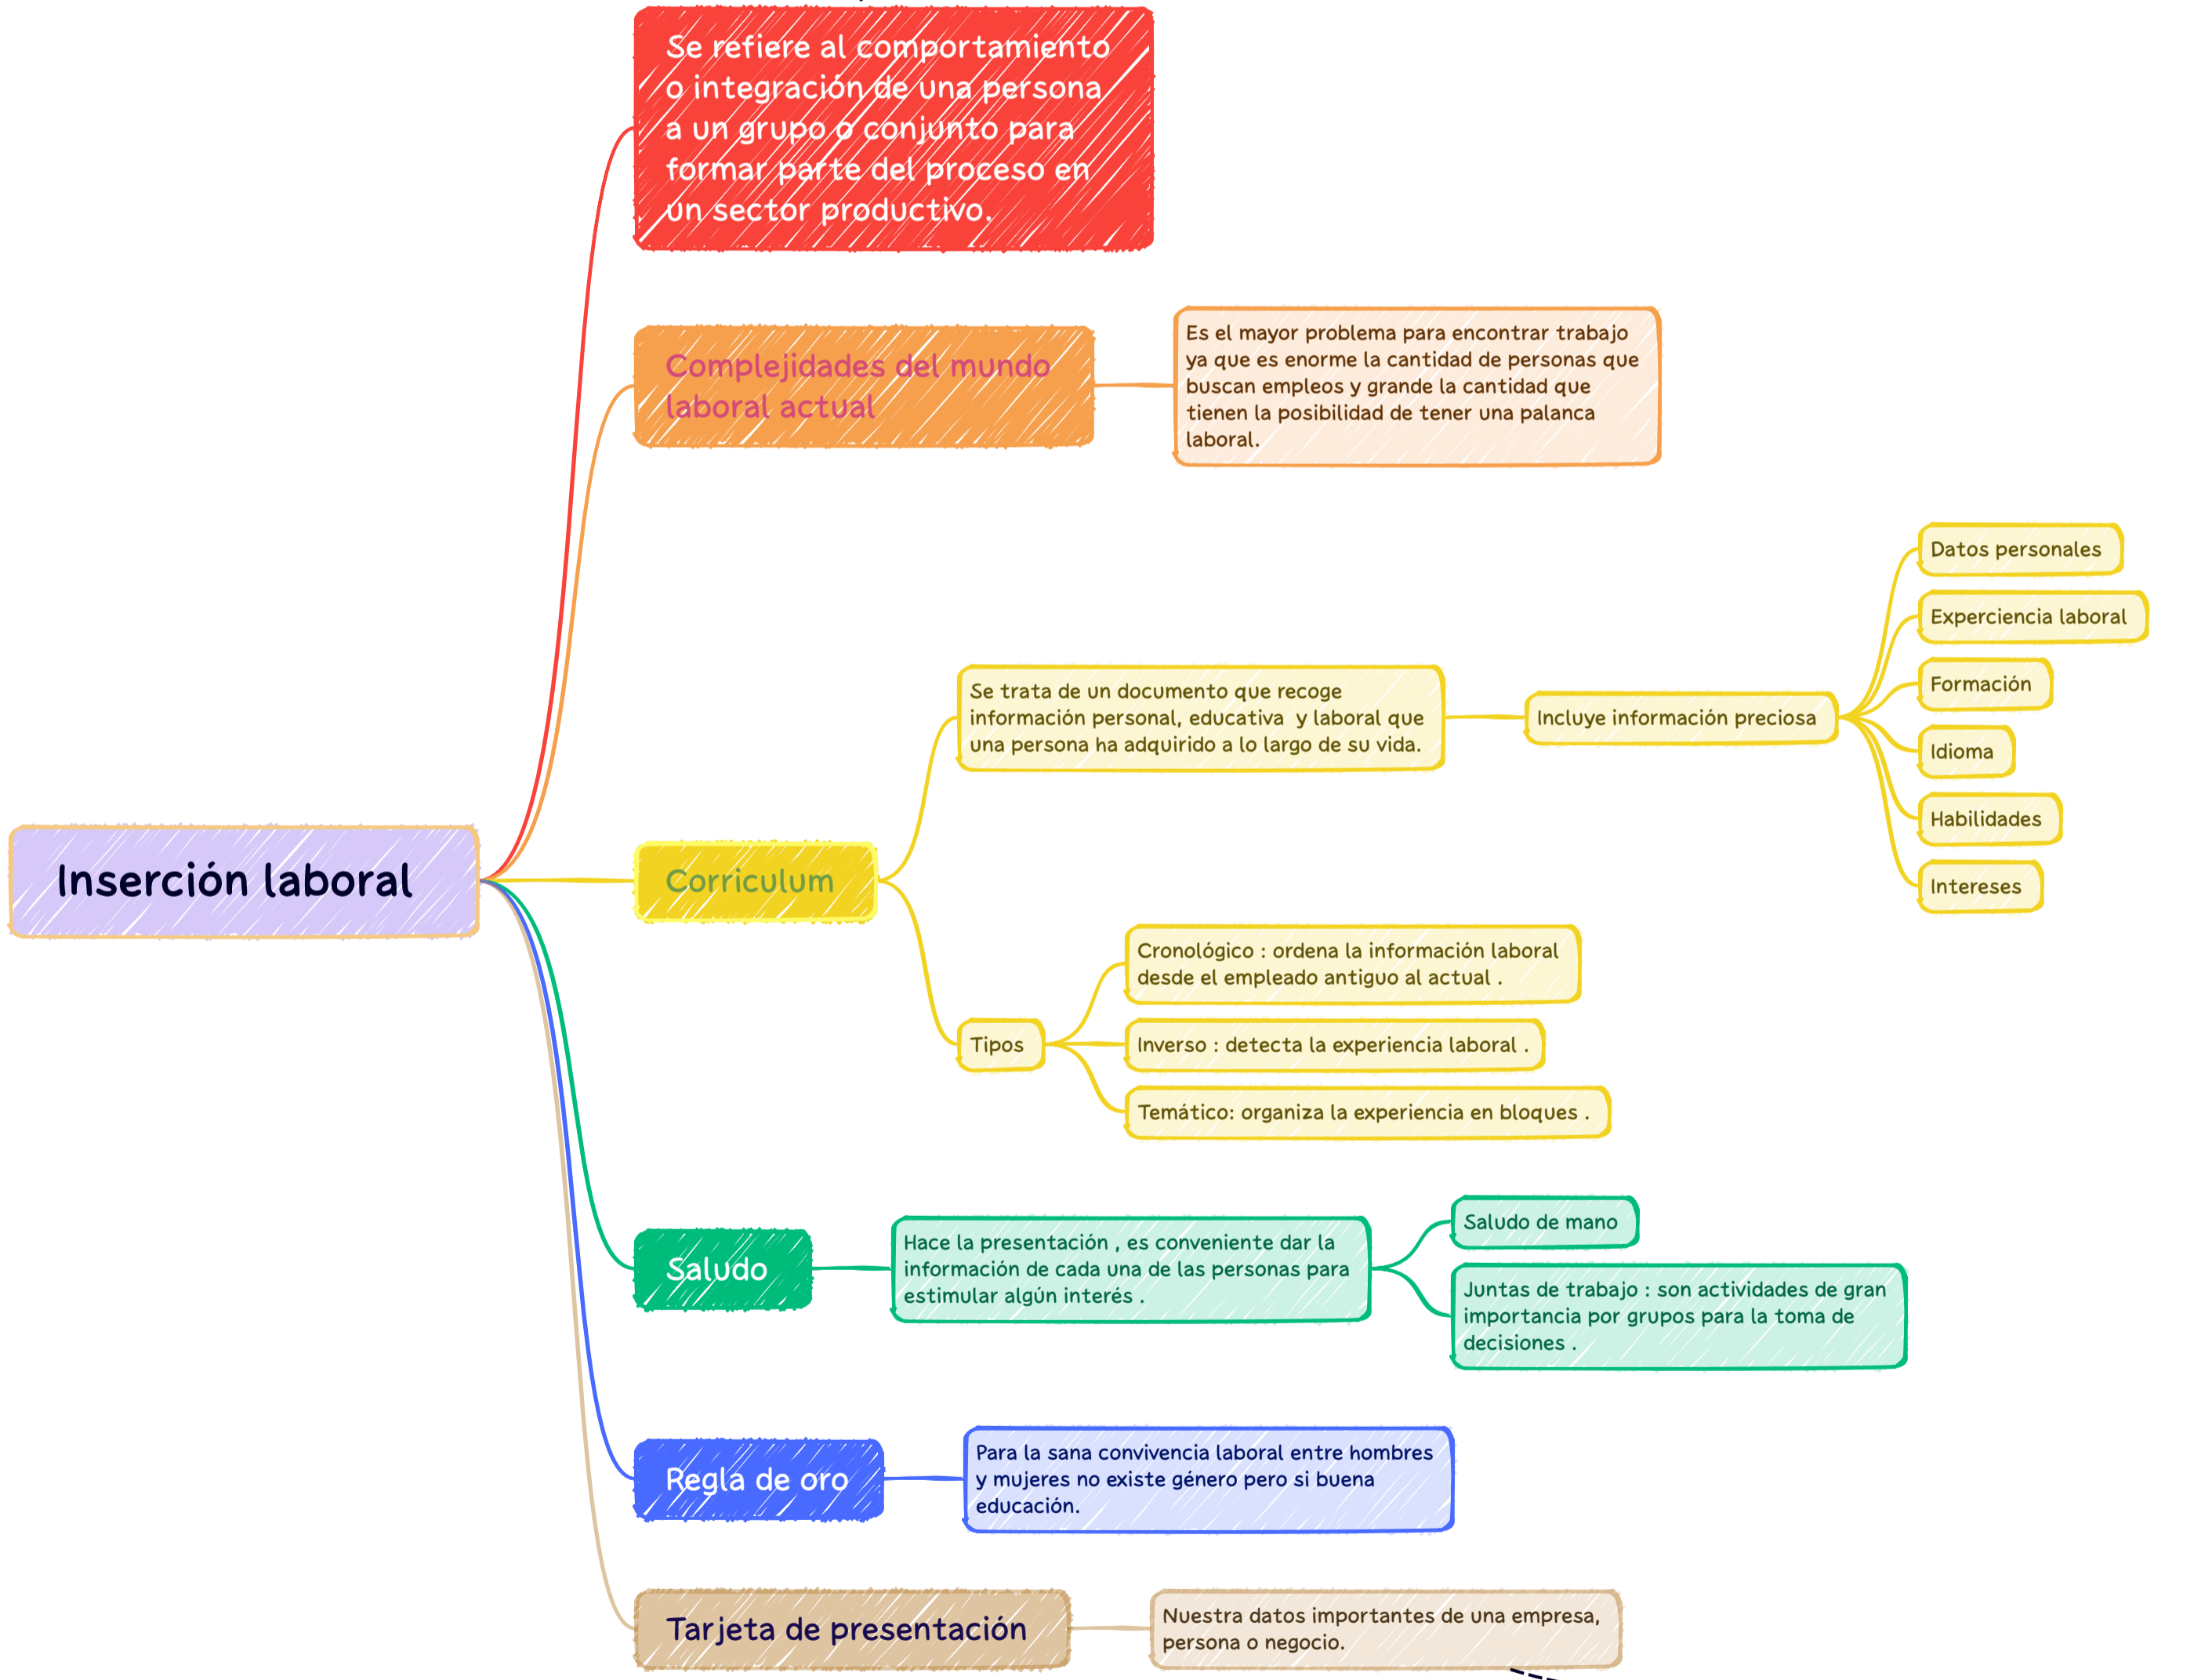 Se refiere al comportamiento
o integración de una persona
a un grupo o conjunto para
formar parte del proceso en
un sector productivo.
Complejidades del mundo
laboral actual
Es el mayor problema para encontrar trabajo
ya que es enorme la cantidad de personas que
buscan empleos y grande la cantidad que
tienen la posibilidad de tener una palanca
laboral.
Inserción laboral
Corriculum
Se trata de un documento que recoge
información personal, educativa  y laboral que
una persona ha adquirido a lo largo de su vida.
Incluye información preciosa
Datos personales
Experciencia laboral
Formación
Idioma
Habilidades
Intereses
Tipos
Cronológico : ordena la información laboral
desde el empleado antiguo al actual .
Inverso : detecta la experiencia laboral .
Temático: organiza la experiencia en bloques .
Saludo
Hace la presentación , es conveniente dar la
información de cada una de las personas para
estimular algún interés .
Saludo de mano
Juntas de trabajo : son actividades de gran
importancia por grupos para la toma de
decisiones .
Regla de oro
Para la sana convivencia laboral entre hombres
y mujeres no existe género pero si buena
educación.
Tarjeta de presentación
Nuestra datos importantes de una empresa,
persona o negocio.